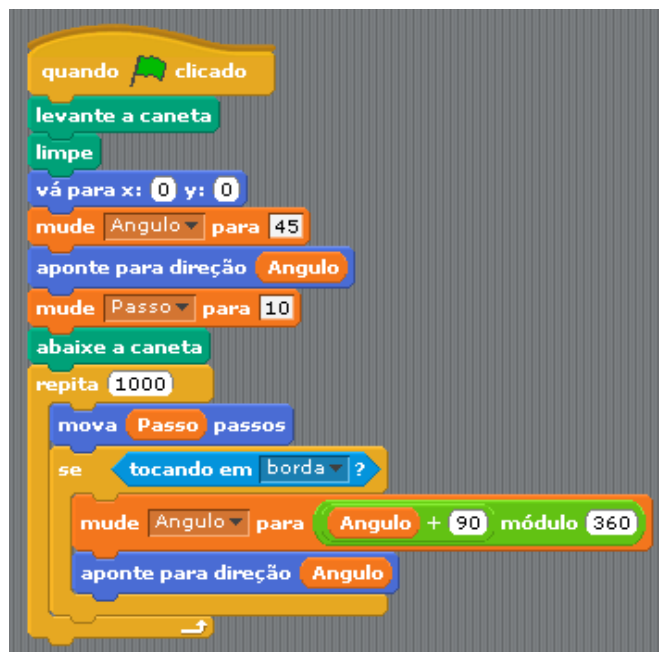 quando clicado
levante a caneta
limpe
vá para x: 0 y: 0
mude Angulo para 45
aponte para direção Angulo
mude Passo para 10
abaixe a caneta
repita 1000
mova Passo passos
se tocando em borda ?
mude Angulo para Angulo + 90 módulo 360
aponte para direção Angulo